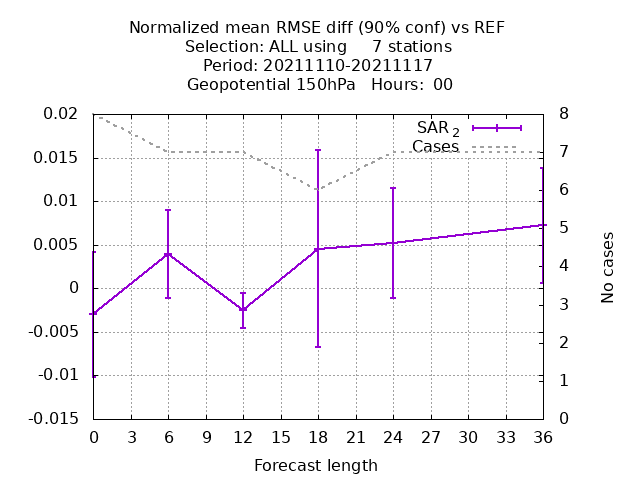 Normalized mean RMSE diff (90% conf) vs REF
Selection: ALL using 7 stations
Period: 20211110-20211117
Geopotential 150hPa Hours: 00
0.02
0.015
0.01
0.005
0
-0.005
-0.01
-0.015
SAR 2
Cases
8
7
6
5
4
3
2
1
0
No cases
0 3 6 9 12 15 18 21 24 27 30 33 36
Forecast length